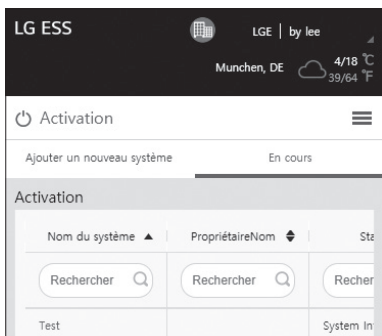 LG ESS
LGE | by lee
Munchen, DE
4/18 °C
39/64 °F
Activation
Ajouter un nouveau système
En cours
Activation
Nom du système ▲ PropriétaireNom Sta
Rechercher Rechercher Recher
Test System In